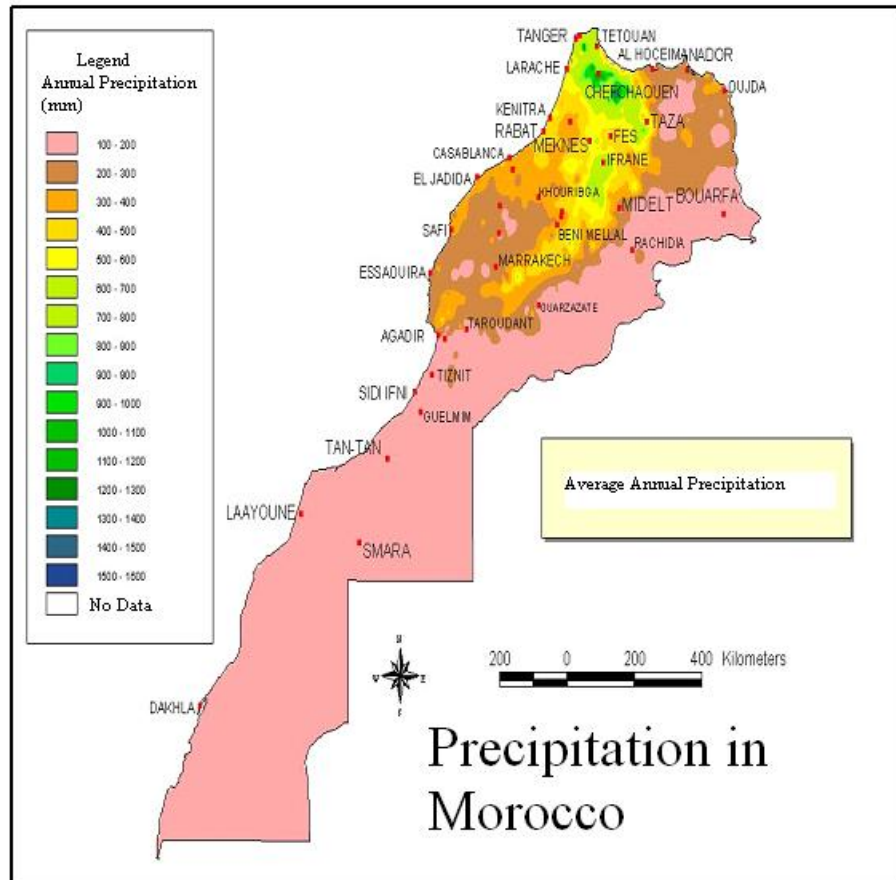 Legend
Annual Precipitation
(mm)
100 - 200
200 - 300
300 - 400
400 - 500
500 - 600
600 - 700
700 - 800
800 - 900
900 - 900
900 - 1000
1000 - 1100
1100 - 1200
1200 - 1300
1300 - 1400
1400 - 1500
1500 - 1600
No Data
TANGER
TETOUAN
AL HOCEIMA
NADOR
LARACHE
CHEFCHAOUEN
OUJDA
KENITRA
RABAT
TAZA
MEKNES
FES
CASABLANCA
IFRANE
EL JADIDA
KHOURIBGA
MIDELT
BOUARFA
SAFI
BENI MELLAL
RACHIDIA
ESSAOUIRA
MARRAKECH
OUARZAZATE
AGADIR
TAROUDANT
TIZNIT
SIDI IFNI
GUELMIM
TAN-TAN
LAAYOUNE
SMARA
DAKHLA
Average Annual Precipitation
N
W E
200 0 200 400 Kilometers
Precipitation in
Morocco